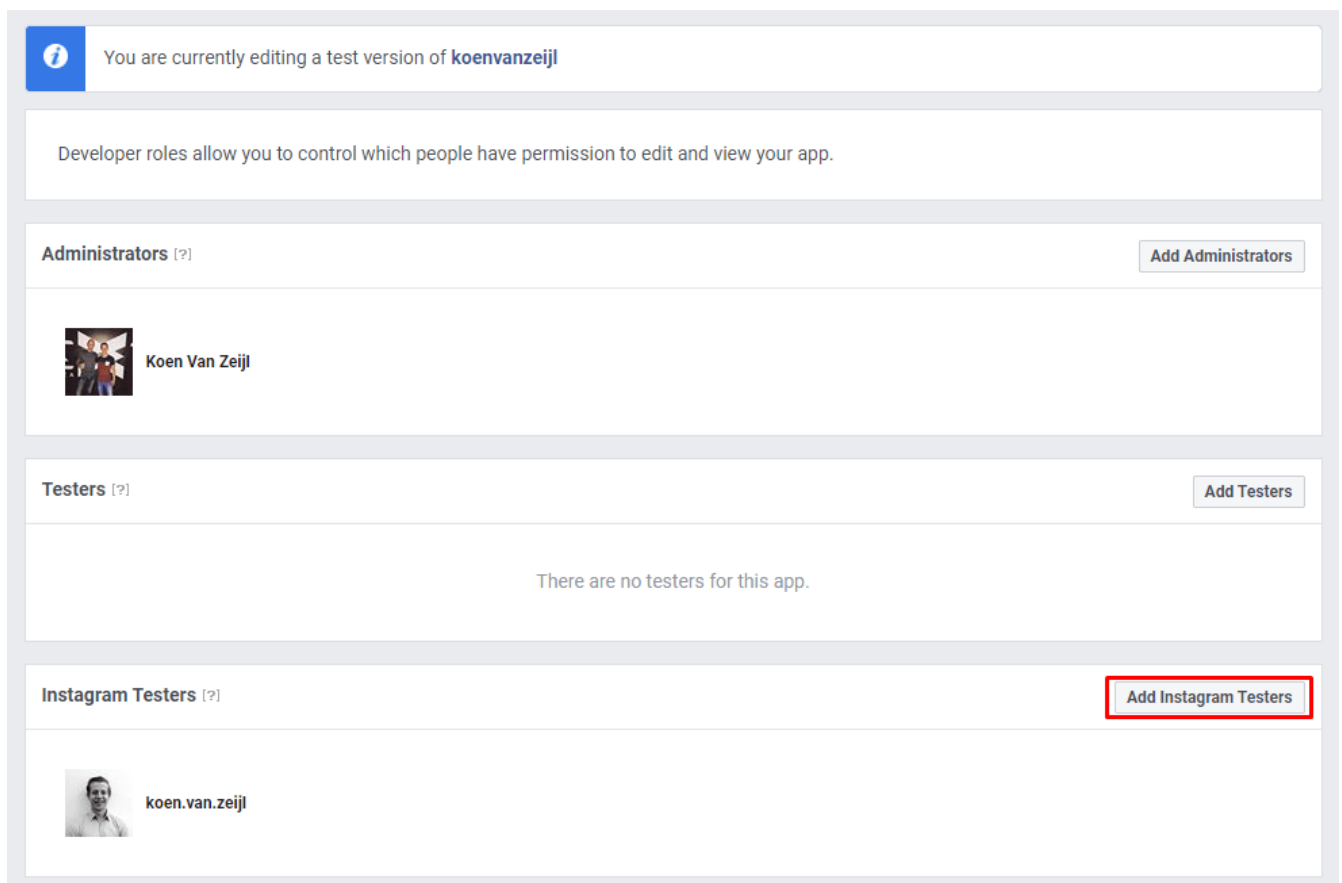 You are currently editing a test version of koenvanzeijl
Developer roles allow you to control which people have permission to edit and view your app.
Administrators [?]
Add Administrators
Koen Van Zeijl
Testers [?]
Add Testers
There are no testers for this app.
Instagram Testers [?]
Add Instagram Testers
koen.van.zeijl